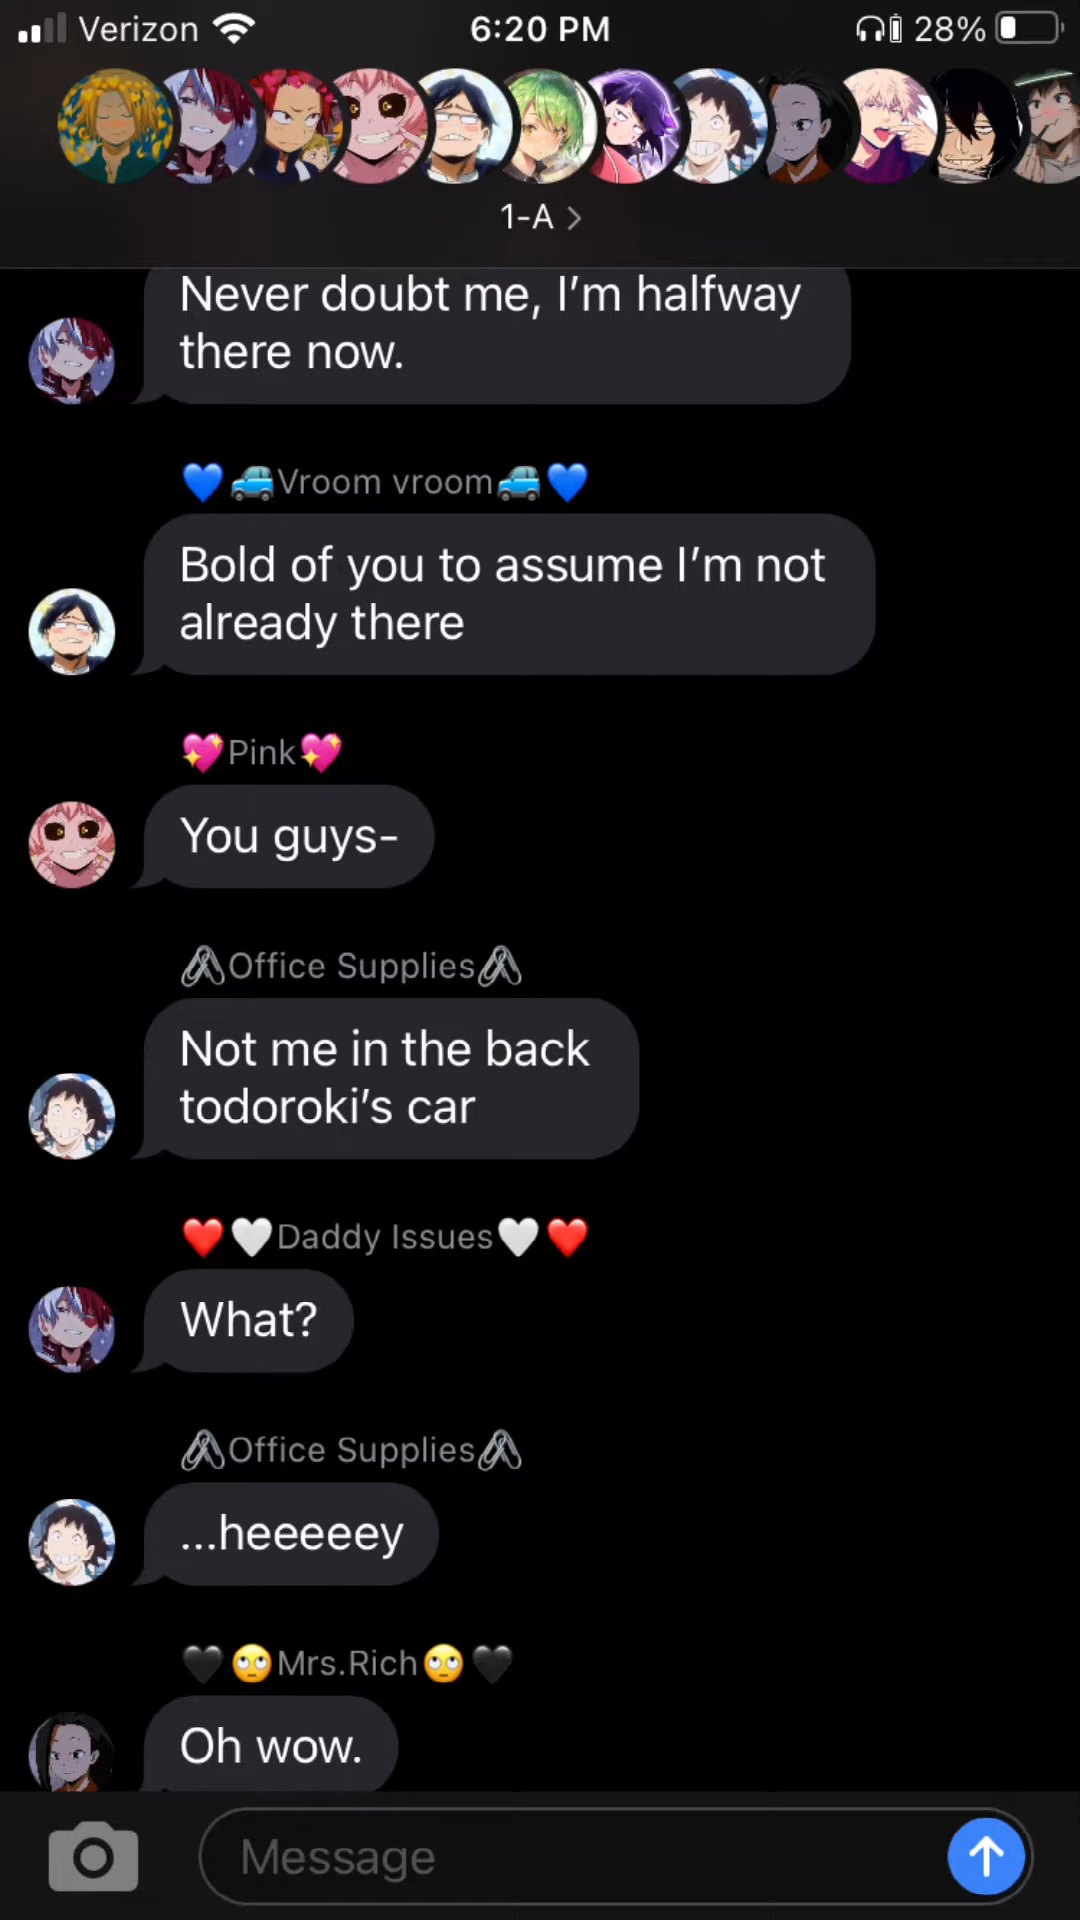 Verizon 6:20 PM 28%
1-A >
Never doubt me, I’m halfway
there now.
💙🚙Vroom vroom🚙💙
Bold of you to assume I’m not
already there
💖Pink💖
You guys-
🖇Office Supplies🖇
Not me in the back
todoroki’s car
❤️🤍Daddy Issues🤍❤️
What?
🖇Office Supplies🖇
...heeeeey
🖤🙄Mrs.Rich🙄🖤
Oh wow.
Message